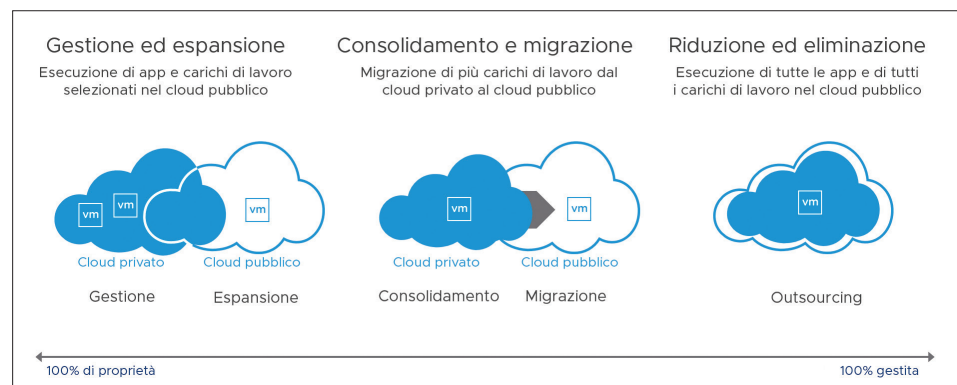 Gestione ed espansione
Esecuzione di app e carichi di lavoro
selezionati nel cloud pubblico
vm
vm
vm
Cloud privato
Cloud pubblico
Gestione
Espansione
Consolidamento e migrazione
Migrazione di più carichi di lavoro dal
cloud privato al cloud pubblico
vm
vm
Cloud privato
Cloud pubblico
Consolidamento
Migrazione
Riduzione ed eliminazione
Esecuzione di tutte le app e di tutti
i carichi di lavoro nel cloud pubblico
vm
Outsourcing
100% di proprietà
100% gestita